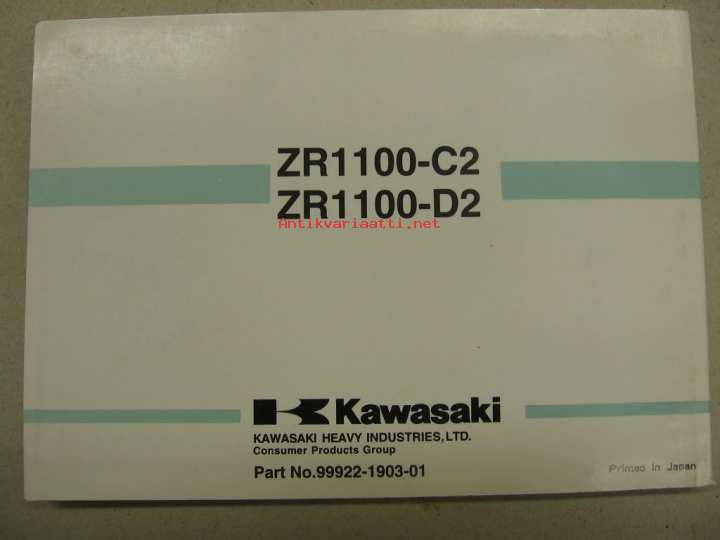 ZR1100-C2
ZR1100-D2
Antikvariaatti.net
Kawasaki
KAWASAKI HEAVY INDUSTRIES,LTD.
Consumer Products Group
Part No.99922-1903-01
Printed in Japan